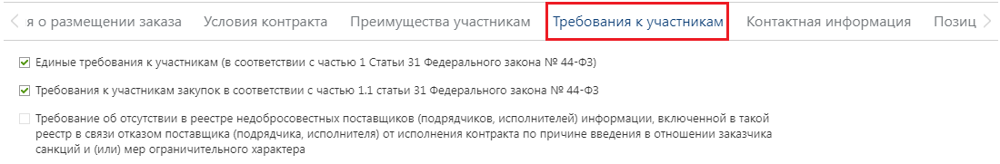 я о размещении заказа Условия контракта Преимущества участникам Требования к участникам Контактная информация Позиц
Единые требования к участникам (в соответствии с частью 1 Статьи 31 Федерального закона № 44-ФЗ)
Требования к участникам закупок в соответствии с частью 1.1 статьи 31 Федерального закона № 44-ФЗ
Требование об отсутствии в реестре недобросовестных поставщиков (подрядчиков, исполнителей) информации, включенной в такой
реестр в связи отказом поставщика (подрядчика, исполнителя) от исполнения контракта по причине введения в отношении заказчика
санкций и (или) мер ограничительного характера